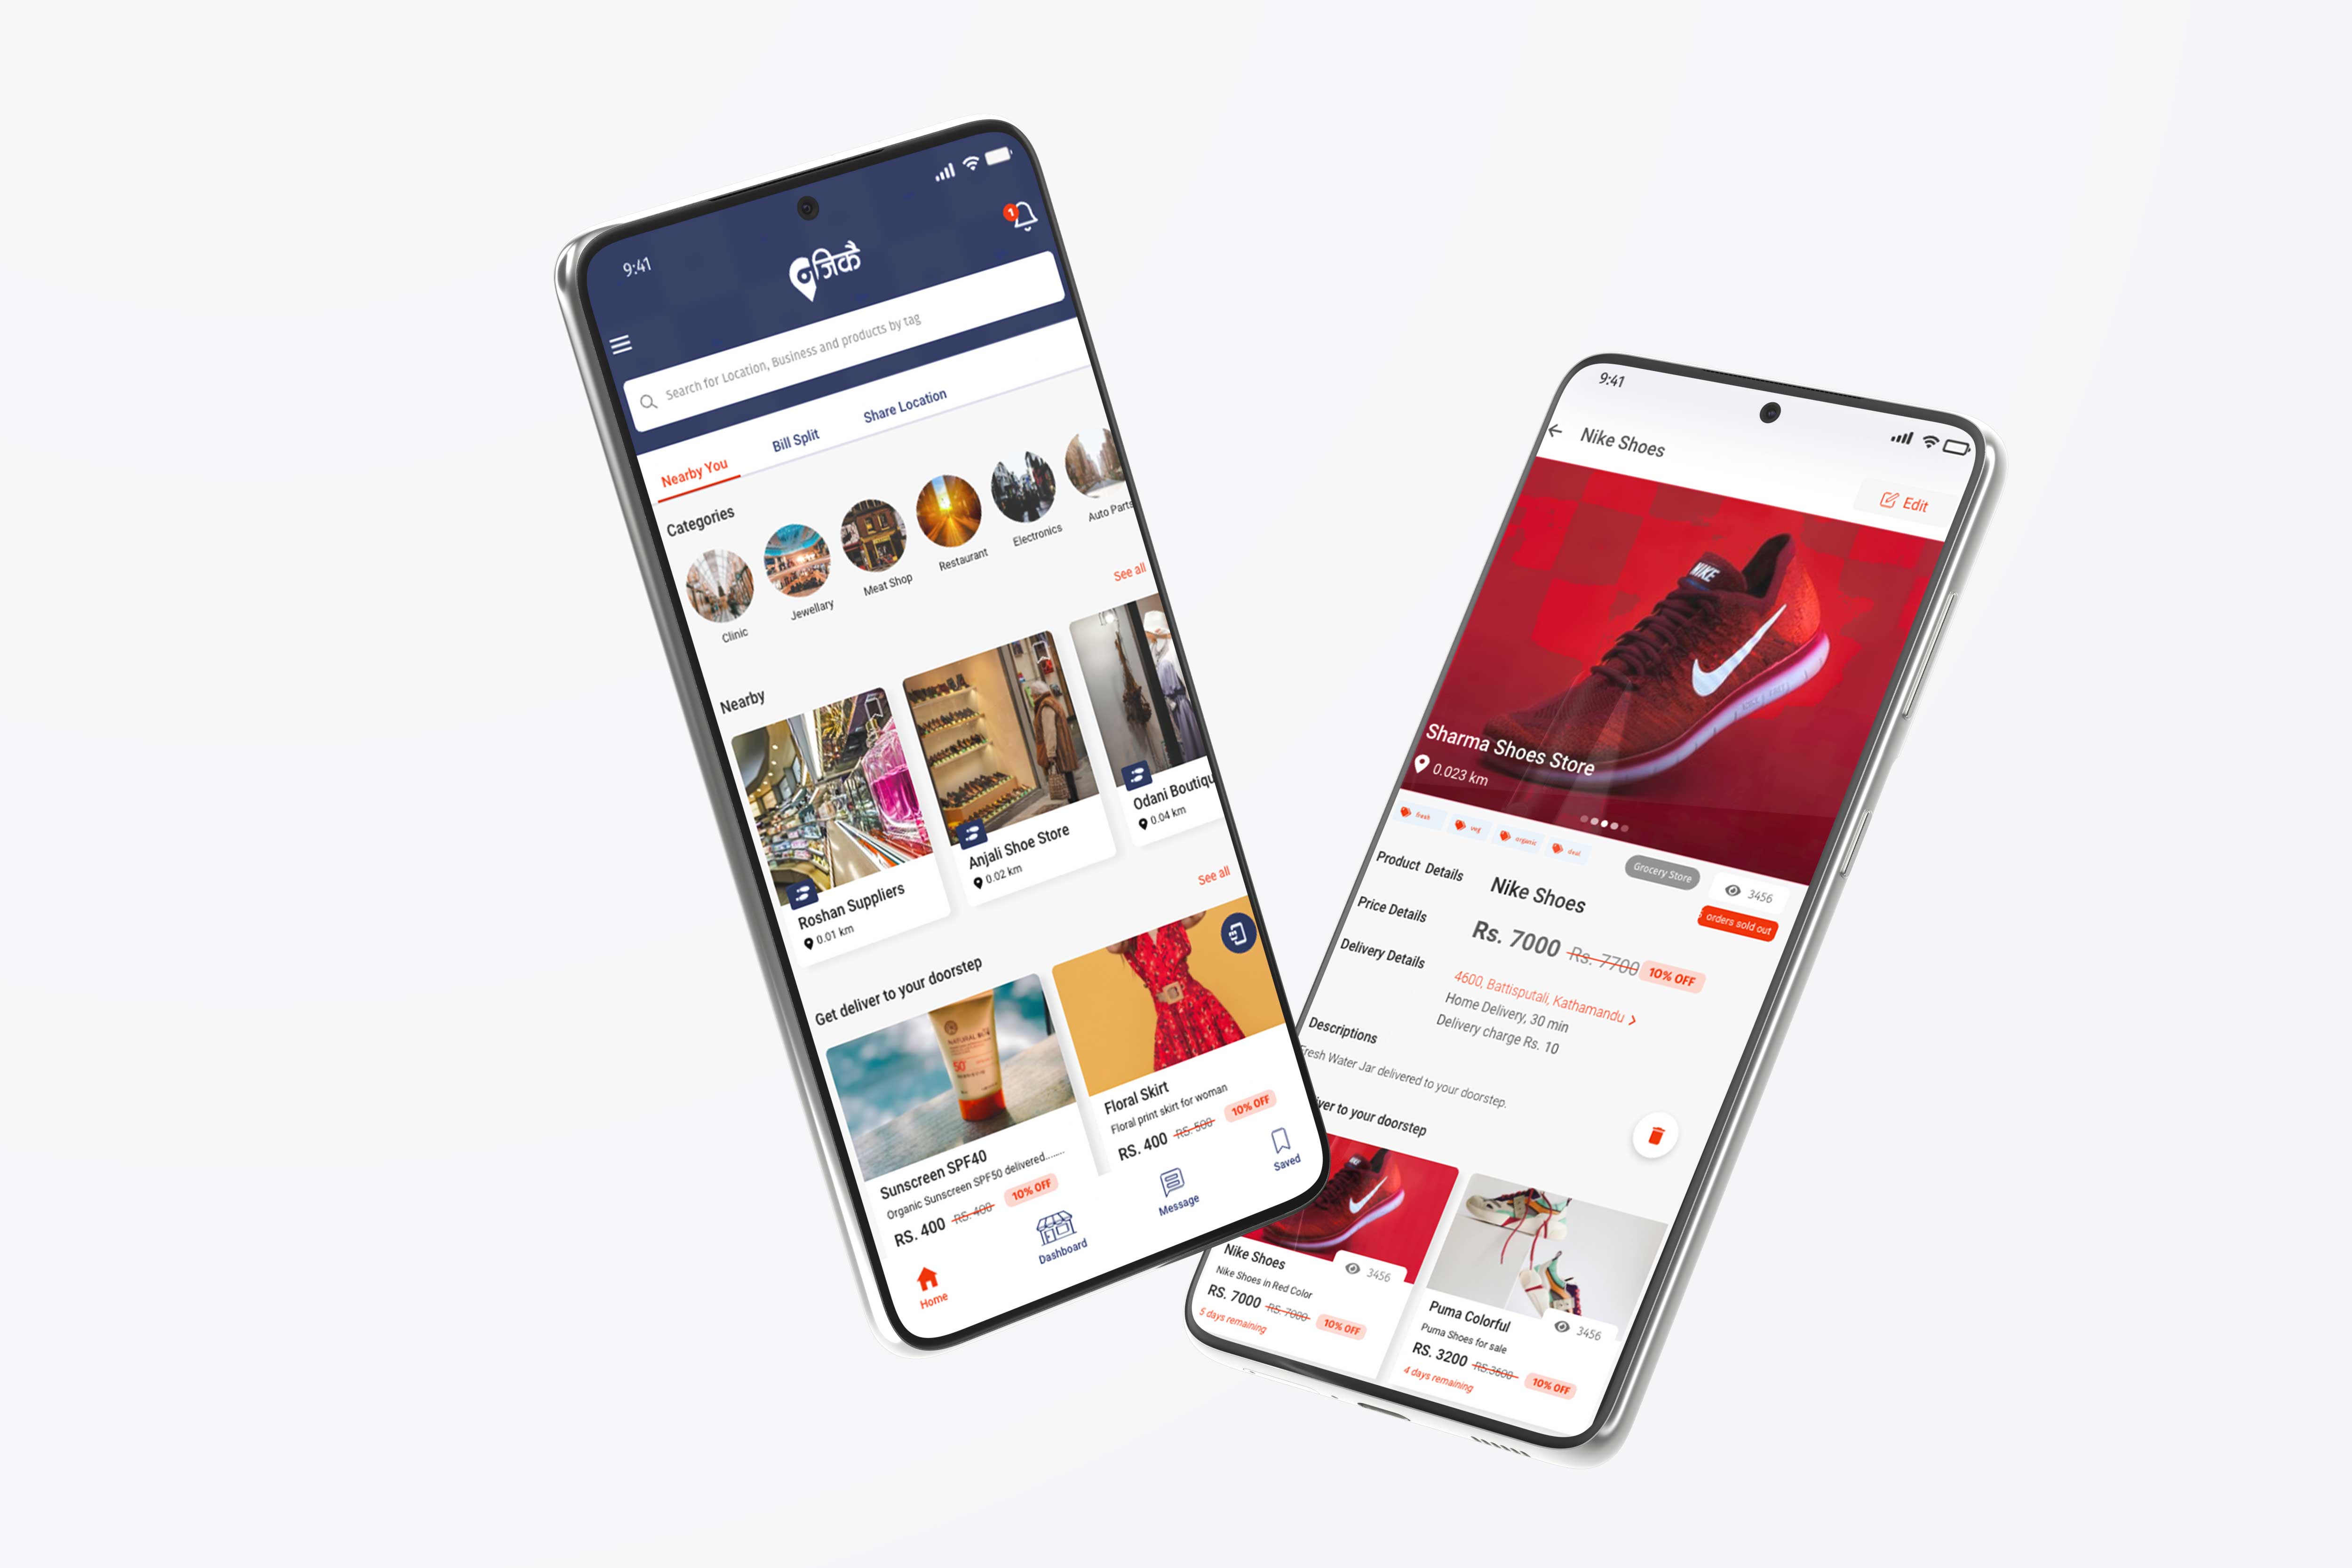 9:41
1
नजिकै
Search for Location, Business and products by tag
Nearby You
Bill Split
Share Location
Categories
Clinic
Jewellary
Meat Shop
Restaurant
Electronics
Auto Parts
See all
Nearby
Roshan Suppliers
0.01 km
Anjali Shoe Store
0.02 km
Odani Boutiqu
0.04 km
See all
Get deliver to your doorstep
NATURAL
50
Sunscreen SPF40
Organic Sunscreen SPF50 delivered.......
RS. 400 RS. 400 10% OFF
Floral Skirt
Floral print skirt for woman
RS. 400 RS. 500 10% OFF
Home
Dashboard
Message
Saved
9:41
Nike Shoes
Edit
NIKE
Sharma Shoes Store
0.023 km
fresh
veg
organic
deal
Grocery Store
3456
Product Details
Nike Shoes
orders sold out
Price Details
Rs. 7000 Rs. 7700 10% OFF
Delivery Details
4600, Battisputali, Kathamandu
Home Delivery, 30 min
Delivery charge Rs. 10
Descriptions
Fresh Water Jar delivered to your doorstep.
ver to your doorstep
Nike Shoes
3456
Nike Shoes in Red Color
RS. 7000 RS. 7000 10% OFF
5 days remaining
Puma Colorful
3456
Puma Shoes for sale
RS. 3200 RS.3600 10% OFF
4 days remaining